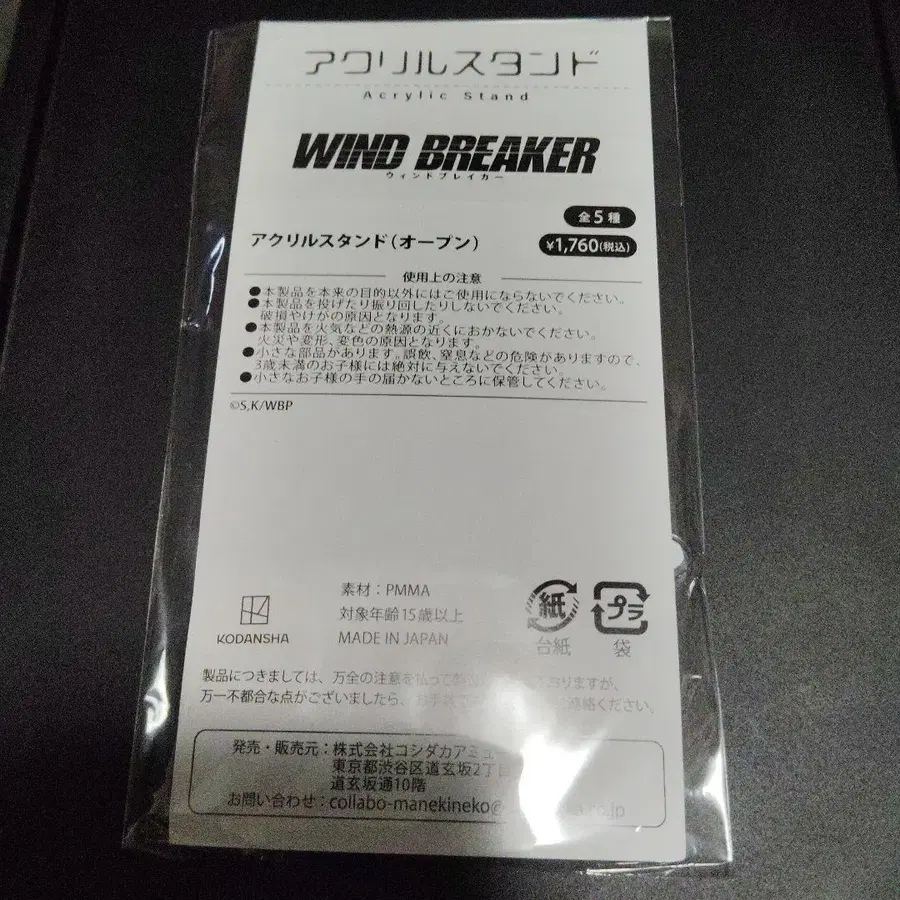 アクリルスタンド
Acrylic Stand
WIND BREAKER
ウィンドブレイカー
全5種
アクリルスタンド(オープン)
¥1,760(税込)
使用上の注意
●本製品を本来の目的以外にはご使用にならないでください。
●本製品を投げたり振り回したりしないでください。
破損やけがの原因となります。
●本製品を火気などの熱源の近くにおかないでください。
火災や変形、変色の原因となります。
●小さな部品があります。誤飲、窒息などの危険がありますので、
3歳未満のお子様には絶対に与えないでください。
●小さなお子様の手の届かないところに保管してください。
©S,K/WBP
素材:PMMA
対象年齢15歳以上
MADE IN JAPAN
KODANSHA
紙
台紙
プラ
袋
製品につきましては、万全の注意を払って
りますが、
万一不都合な点がございましたら、お手数で
連絡ください。
発売・販売元:株式会社コシダカアミュ
東京都渋谷区道玄坂2丁目
道玄坂通10階
お問い合わせ:collabo-manekineko@
.jp